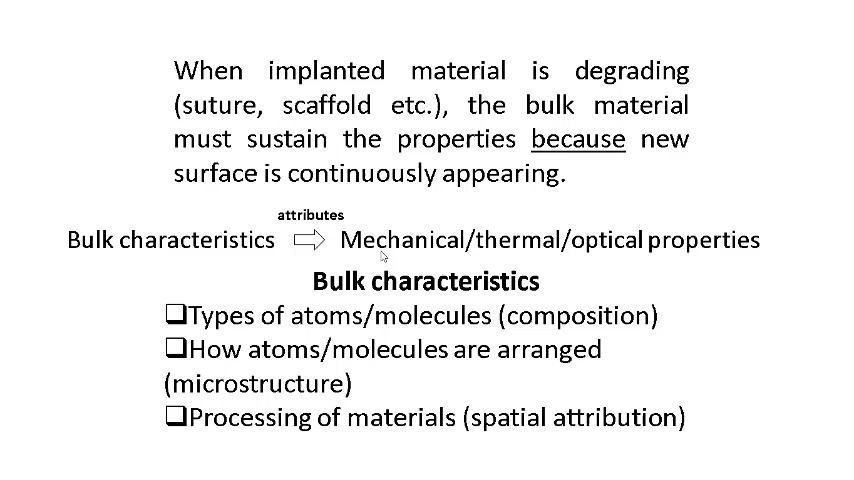 When implanted material is degrading
(suture, scaffold etc.), the bulk material
must sustain the properties because new
surface is continuously appearing.
attributes
Bulk characteristics ⇨ Mechanical/thermal/optical properties
Bulk characteristics
❑Types of atoms/molecules (composition)
❑How atoms/molecules are arranged
(microstructure)
❑Processing of materials (spatial attribution)